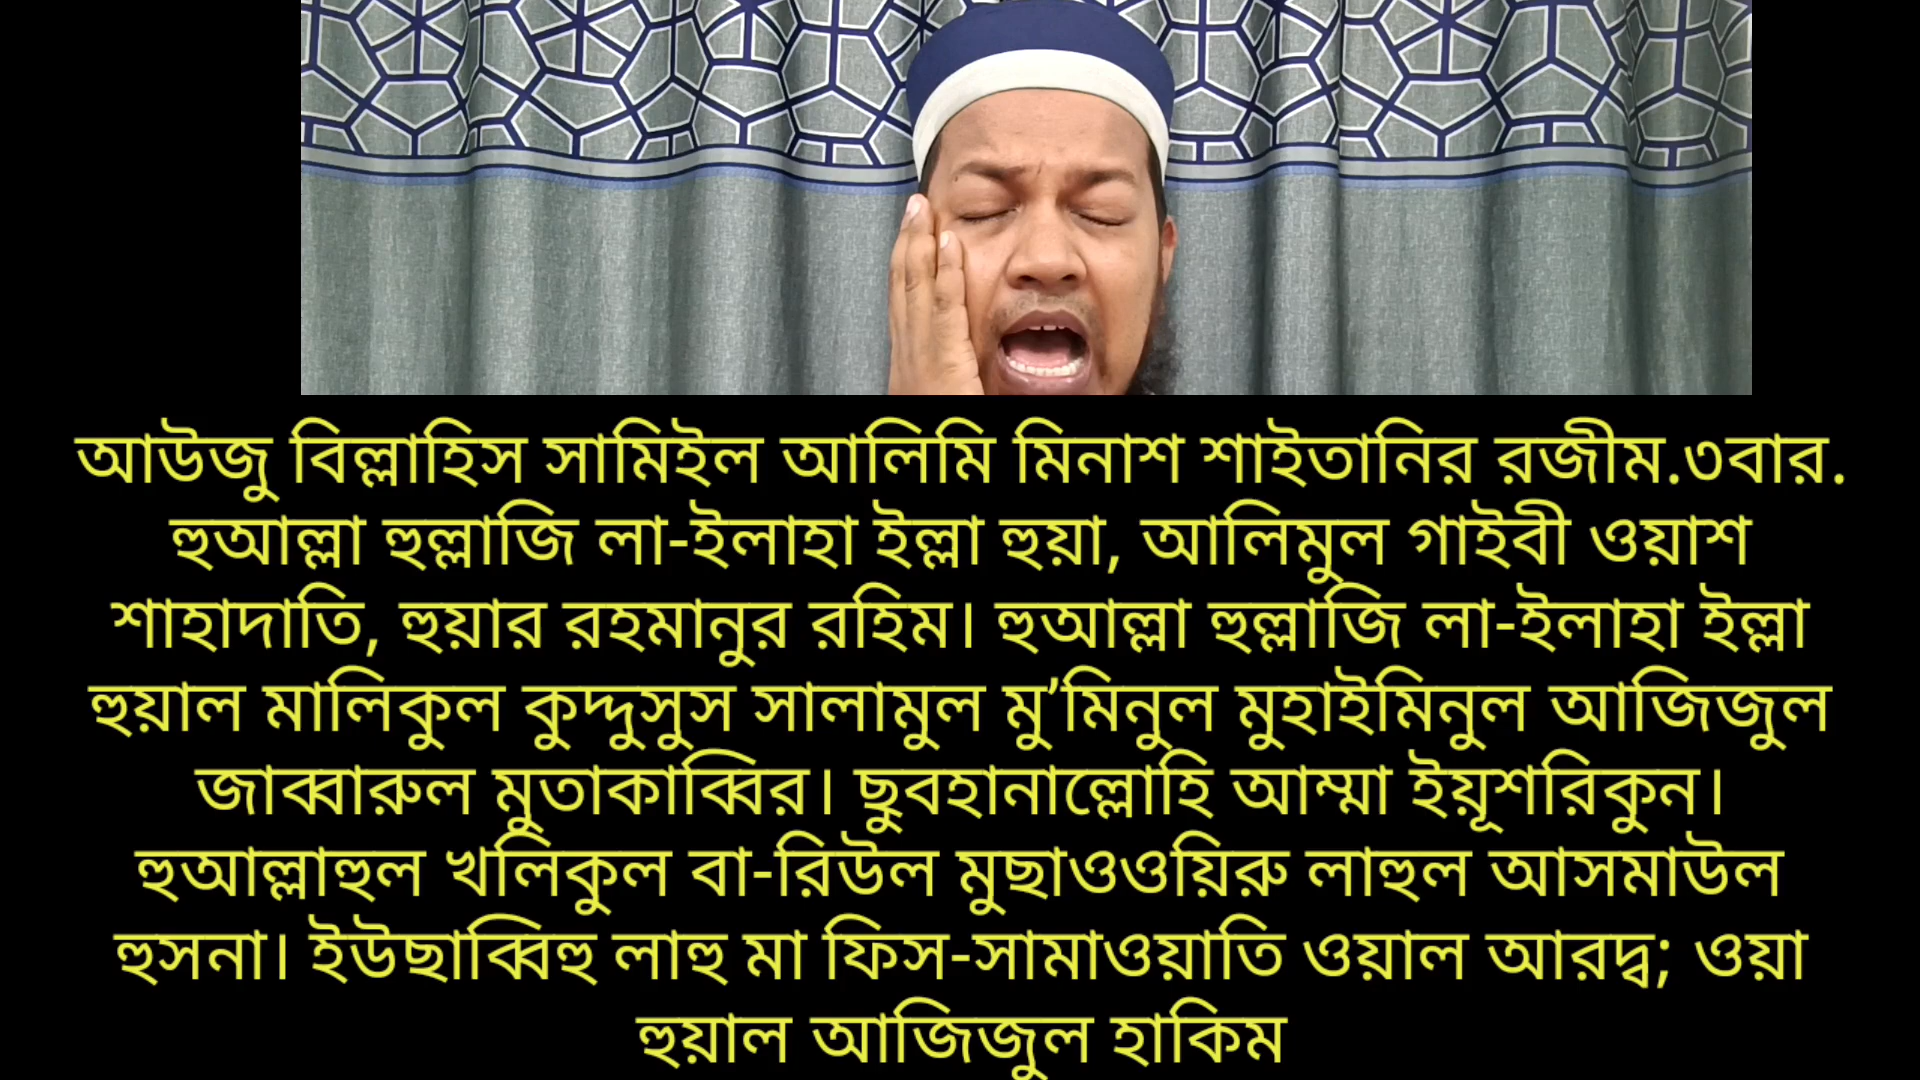 আউজু বিল্লাহিস সামিইল আলিমি মিনাশ শাইতানির রজীম.৩বার.
হুআল্লা হুল্লাজি লা-ইলাহা ইল্লা হুয়া, আলিমুল গাইবী ওয়াশ
শাহাদাতি, হুয়ার রহমানুর রহিম। হুআল্লা হুল্লাজি লা-ইলাহা ইল্লা
হুয়াল মালিকুল কুদ্দুসুস সালামুল মু’মিনুল মুহাইমিনুল আজিজুল
জাব্বারুল মুতাকাব্বির। ছুবহানাল্লোহি আম্মা ইয়ূশরিকুন।
হুআল্লাহুল খলিকুল বা-রিউল মুছাওওয়িরু লাহুল আসমাউল
হুসনা। ইউছাব্বিহু লাহু মা ফিস-সামাওয়াতি ওয়াল আরদ্ব; ওয়া
হুয়াল আজিজুল হাকিম